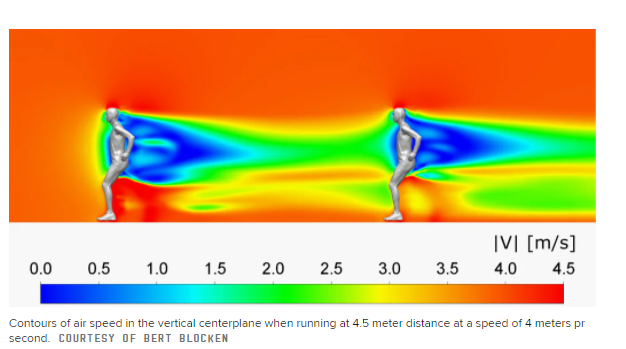 |V| [m/s]
0.0 0.5 1.0 1.5 2.0 2.5 3.0 3.5 4.0 4.5
Contours of air speed in the vertical centerplane when running at 4.5 meter distance at a speed of 4 meters pr
second. COURTESY OF BERT BLOCKEN